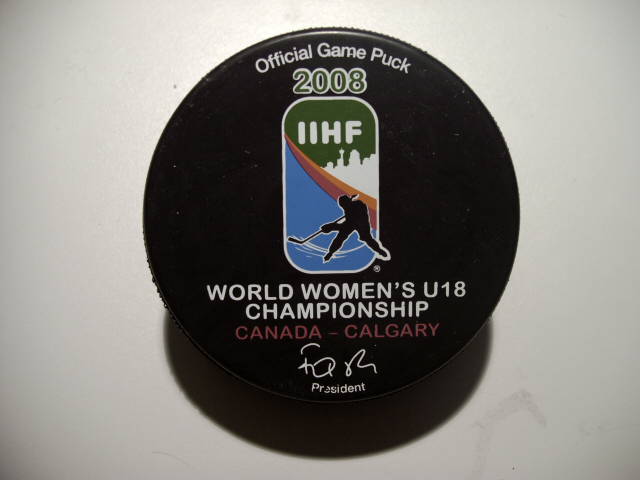 Official Game Puck
2008
IIHF
®
WORLD WOMEN'S U18
CHAMPIONSHIP
CANADA - CALGARY
President